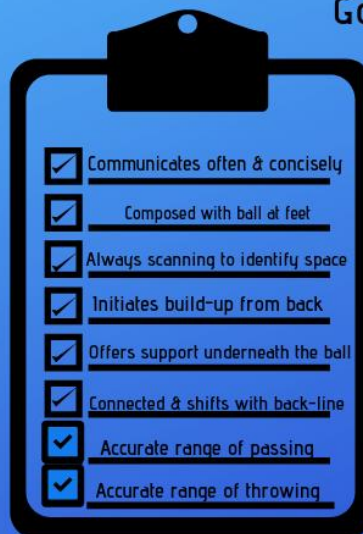 Go
Communicates often & concisely
Composed with ball at feet
Always scanning to identify space
Initiates build-up from back
Offers support underneath the ball
Connected & shifts with back-line
Accurate range of passing
Accurate range of throwing